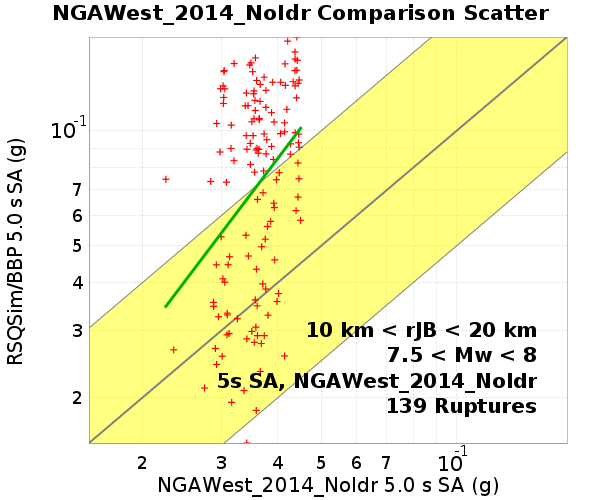 NGAWest_2014_NoIdr Comparison Scatter
RSQSim/BBP 5.0 s SA (g)
10-1
7
6
5
4
3
2
10 km < rJB < 20 km
7.5 < Mw < 8
5s SA, NGAWest_2014_NoIdr
139 Ruptures
2 3 4 5 6 7 10-1
NGAWest_2014_NoIdr 5.0 s SA (g)